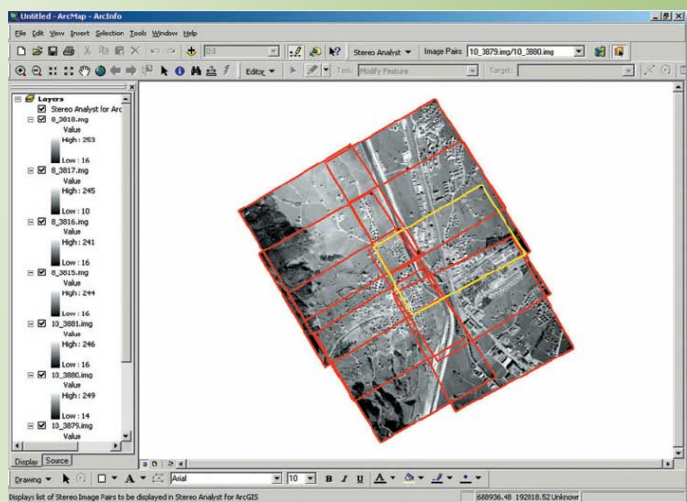 Untitled - ArcMap - ArcInfo
File Edit View Insert Selection Tools Window Help
Stereo Analyst Image Pairs 10_3879.img/10_3880.img
Editor Task: Modify Feature Target:
Layers
Stereo Analyst for Arc
8_3818.img
Value
High : 253
Low : 16
8_3817.img
Value
High : 245
Low : 10
8_3816.img
Value
High : 241
Low : 16
8_3815.img
Value
High : 244
Low : 16
10_3881.img
Value
High : 246
Low : 16
10_3880.img
Value
High : 249
Low : 14
10_3879.img
Value
Display Source
Drawing A Arial 10 B I U A
Displays list of Stereo Image Pairs to be displayed in Stereo Analyst for ArcGIS 688936.48 192818.52 Unknowr